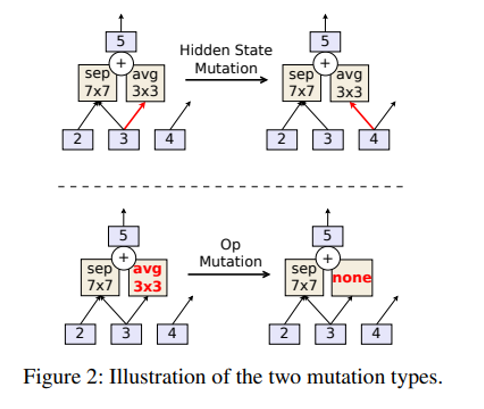 5
+
sep 7x7
avg 3x3
2
3
4
Hidden State
Mutation
5
+
sep 7x7
avg 3x3
2
3
4
5
+
sep 7x7
avg 3x3
2
3
4
Op
Mutation
5
+
sep 7x7
none
2
3
4
Figure 2: Illustration of the two mutation types.